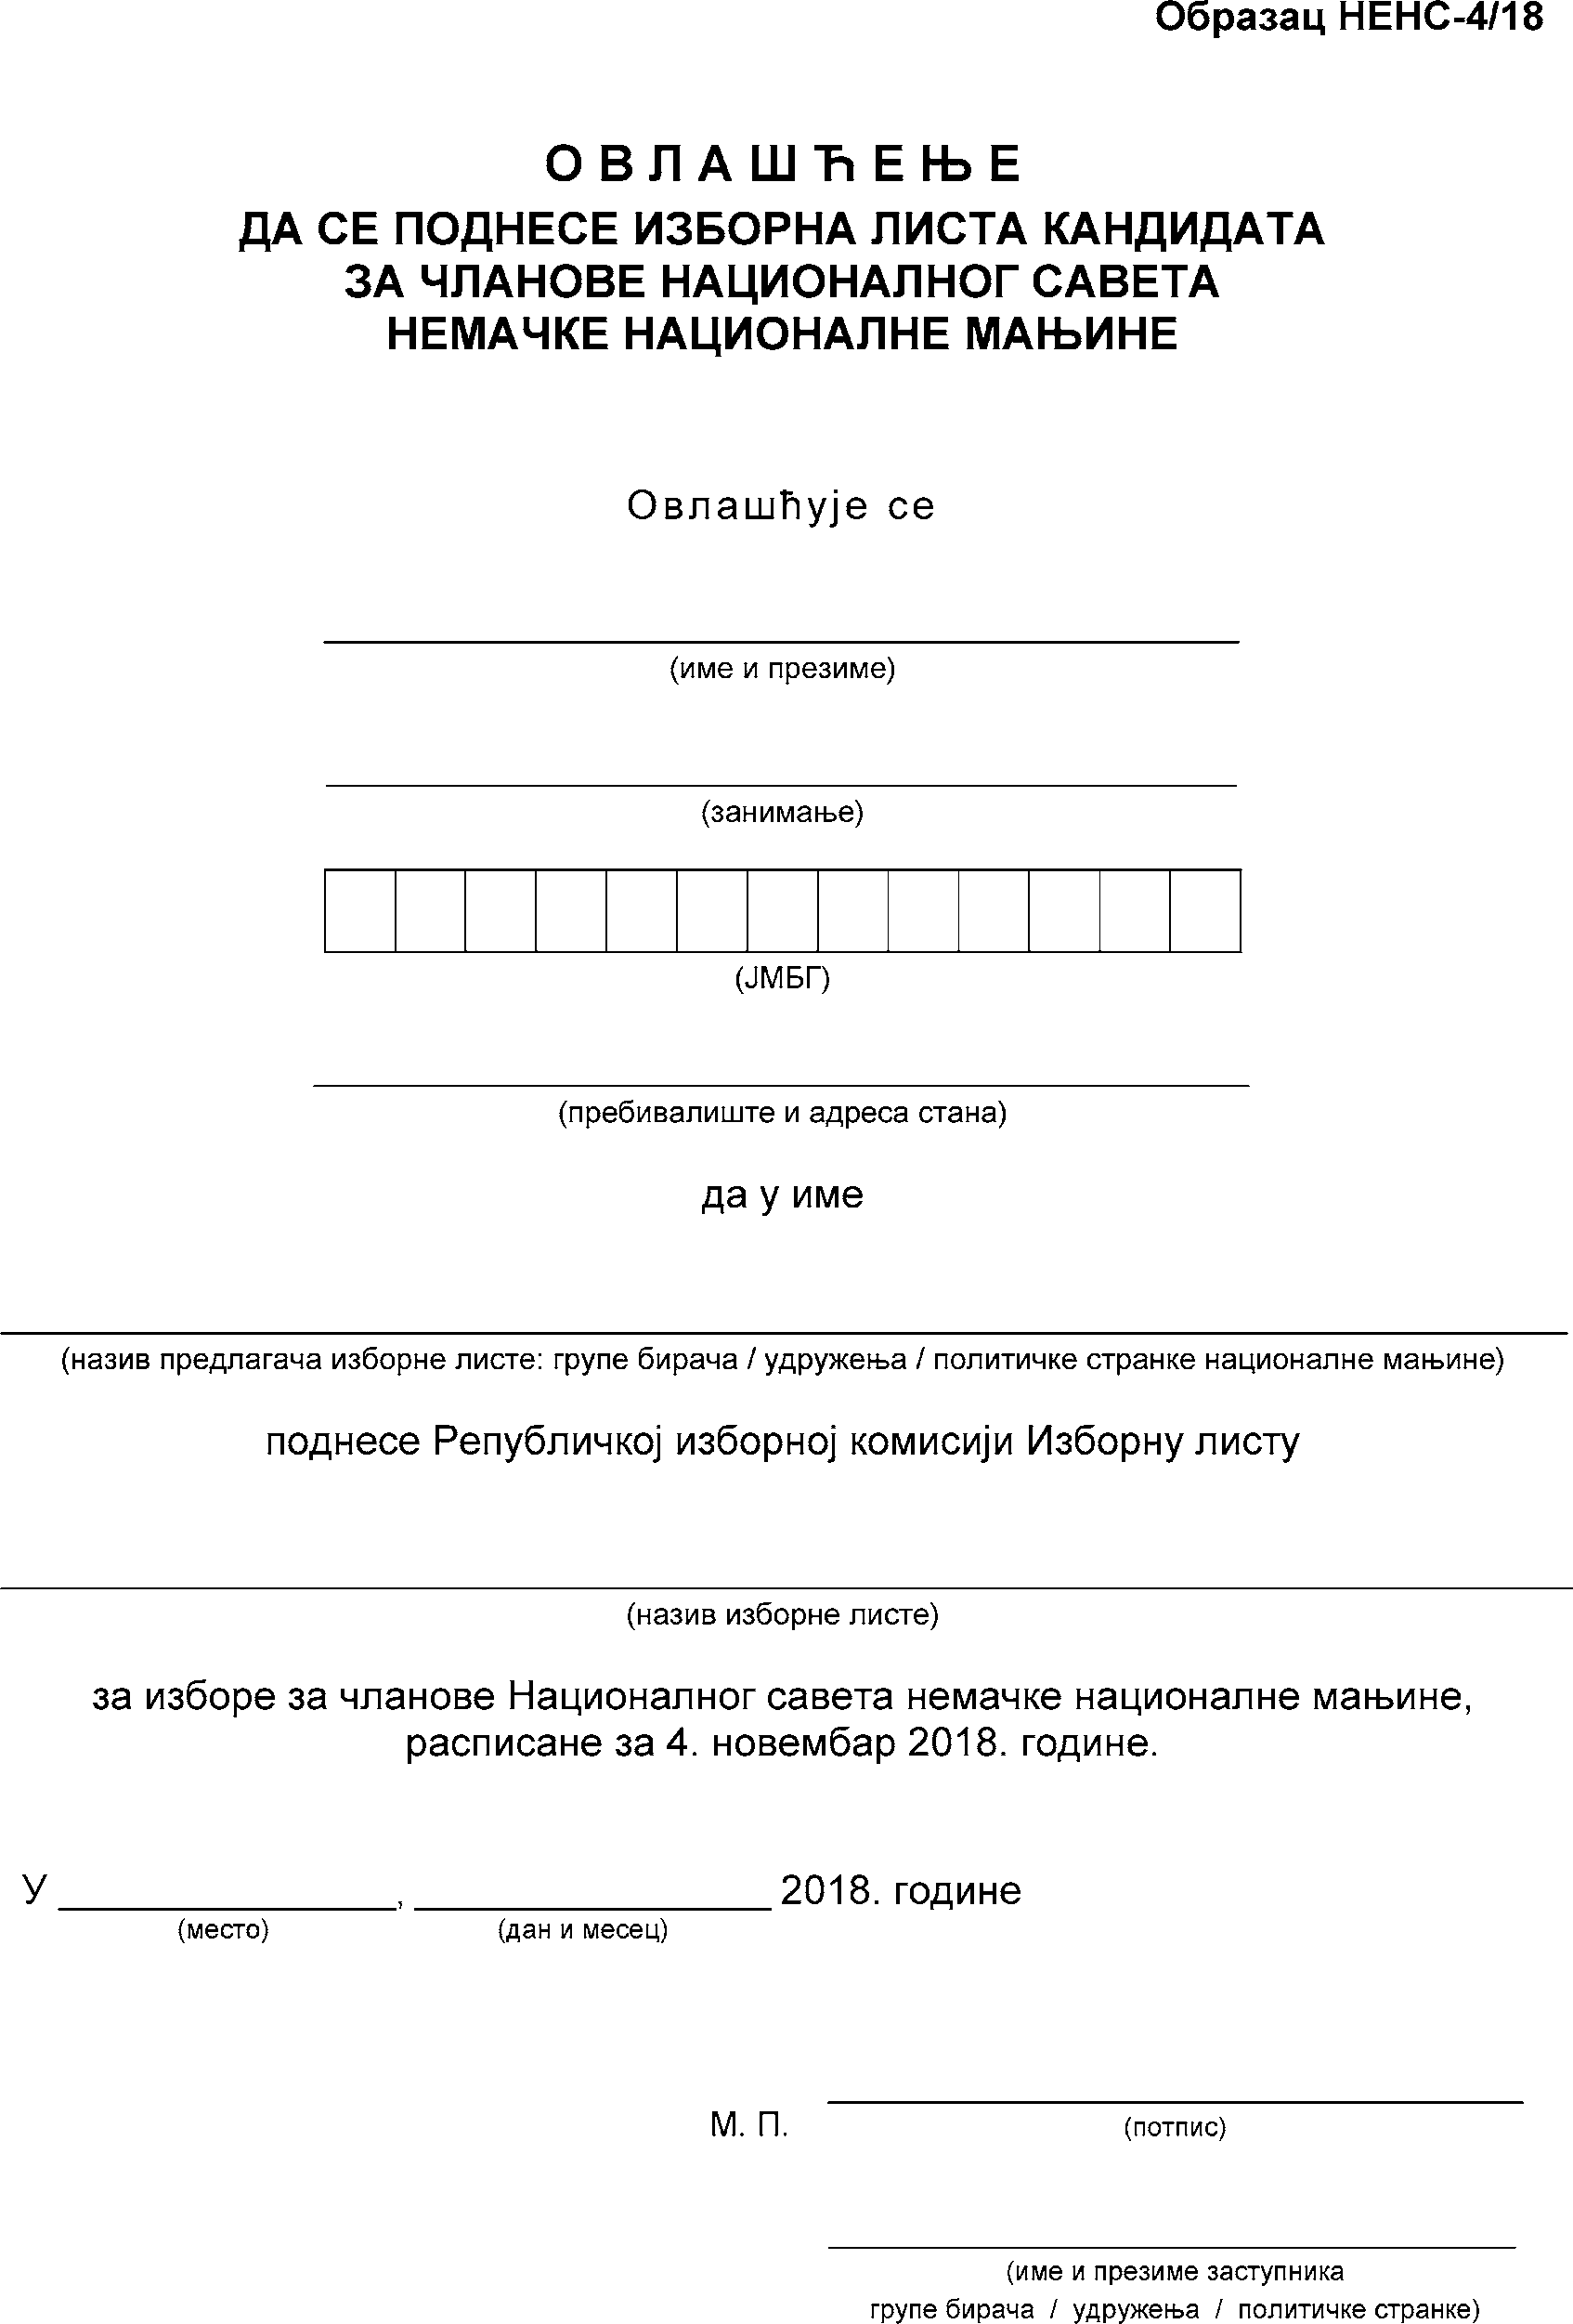 Образац НЕНС-4/18
О В Л А Ш Ћ Е Њ Е
ДА СЕ ПОДНЕСЕ ИЗБОРНА ЛИСТА КАНДИДАТА
ЗА ЧЛАНОВЕ НАЦИОНАЛНОГ САВЕТА
НЕМАЧКЕ НАЦИОНАЛНЕ МАЊИНЕ
Овлашћује се
(име и презиме)
(занимање)
(ЈМБГ)
(пребивалиште и адреса стана)
да у име
(назив предлагача изборне листе: групе бирача / удружења / политичке странке националне мањине)
поднесе Републичкој изборној комисији Изборну листу
(назив изборне листе)
за изборе за чланове Националног савета немачке националне мањине,
расписане за 4. новембар 2018. године.
У ________________, ________________ 2018. године
(место) (дан и месец)
М. П.
(потпис)
(име и презиме заступника
групе бирача / удружења / политичке странке)